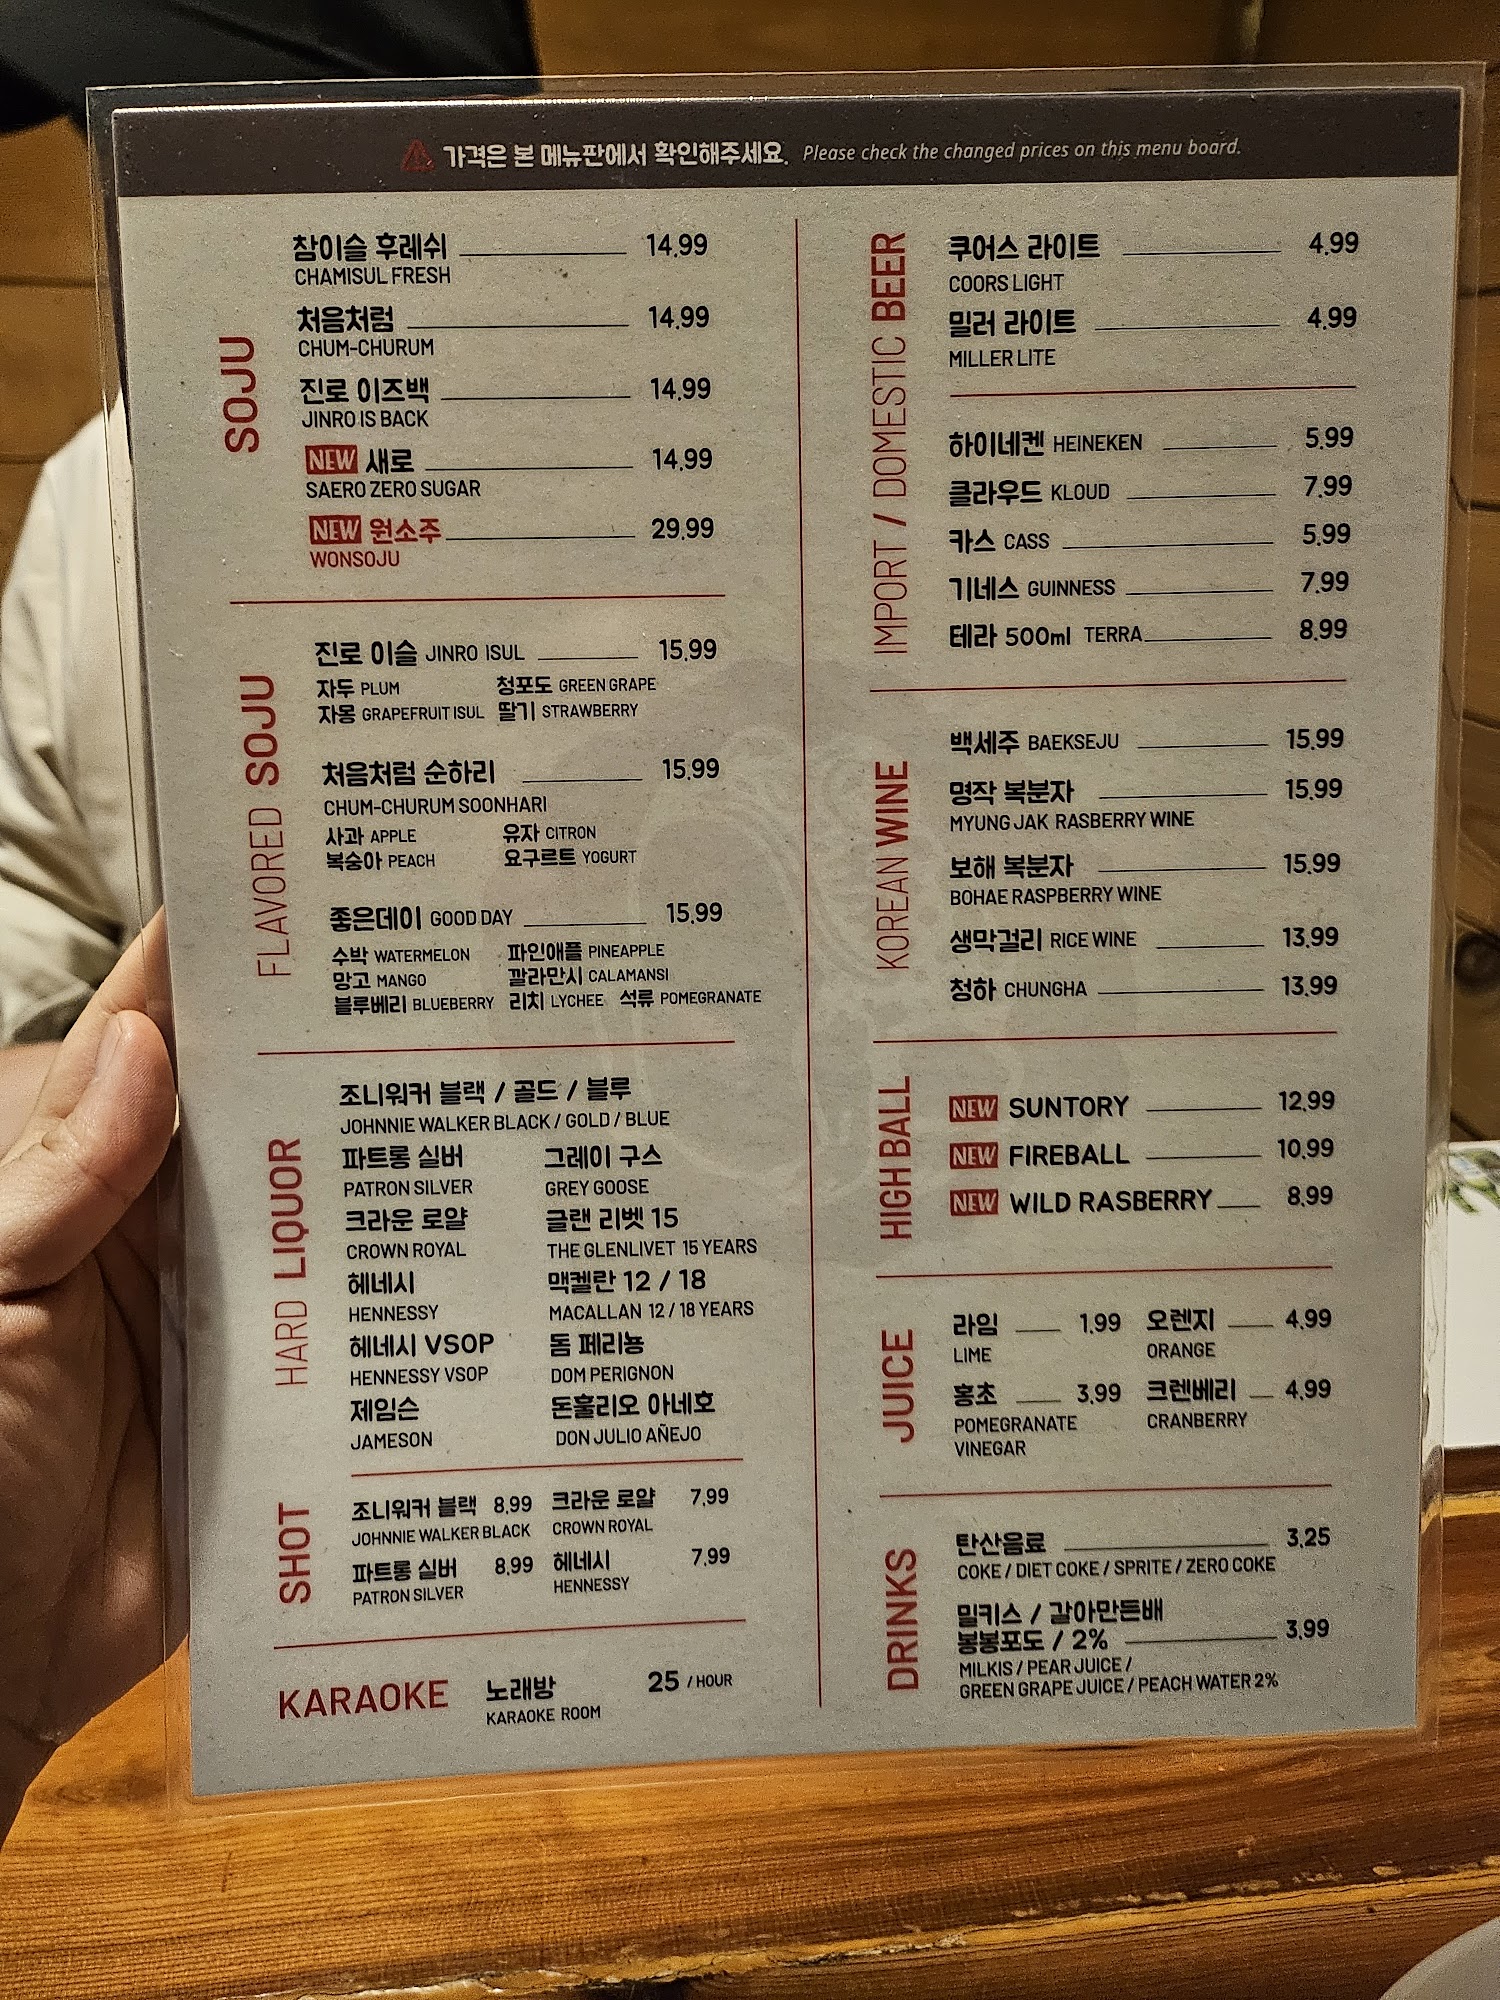 가격은 본 메뉴판에서 확인해주세요. Please check the changed prices on this menu board.
SOJU
참이슬 후레쉬 14.99
CHAMISUL FRESH
처음처럼 14.99
CHUM-CHURUM
진로 이즈백 14.99
JINRO IS BACK
NEW 새로 14.99
SAERO ZERO SUGAR
NEW 원소주 29.99
WONSOJU
FLAVORED SOJU
진로 이슬 JINRO ISUL 15.99
자두 PLUM 청포도 GREEN GRAPE
자몽 GRAPEFRUIT ISUL 딸기 STRAWBERRY
처음처럼 순하리 15.99
CHUM-CHURUM SOONHARI
사과 APPLE 유자 CITRON
복숭아 PEACH 요구르트 YOGURT
좋은데이 GOOD DAY 15.99
수박 WATERMELON 파인애플 PINEAPPLE
망고 MANGO 깔라만시 CALAMANSI
블루베리 BLUEBERRY 리치 LYCHEE 석류 POMEGRANATE
HARD LIQUOR
조니워커 블랙 / 골드 / 블루
JOHNNIE WALKER BLACK / GOLD / BLUE
파트롱 실버 그레이 구스
PATRON SILVER GREY GOOSE
크라운 로얄 글랜 리벳 15
CROWN ROYAL THE GLENLIVET 15 YEARS
헤네시 맥켈란 12 / 18
HENNESSY MACALLAN 12 / 18 YEARS
헤네시 VSOP 돔 페리뇽
HENNESSY VSOP DOM PERIGNON
제임슨 돈훌리오 아네호
JAMESON DON JULIO AÑEJO
SHOT
조니워커 블랙 8.99 크라운 로얄 7.99
JOHNNIE WALKER BLACK CROWN ROYAL
파트롱 실버 8.99 헤네시 7.99
PATRON SILVER HENNESSY
KARAOKE 노래방 25 / HOUR
KARAOKE ROOM
IMPORT / DOMESTIC BEER
쿠어스 라이트 4.99
COORS LIGHT
밀러 라이트 4.99
MILLER LITE
하이네켄 HEINEKEN 5.99
클라우드 KLOUD 7.99
카스 CASS 5.99
기네스 GUINNESS 7.99
테라 500ml TERRA 8.99
KOREAN WINE
백세주 BAEKSEJU 15.99
명작 복분자 15.99
MYUNG JAK RASBERRY WINE
보해 복분자 15.99
BOHAE RASPBERRY WINE
생막걸리 RICE WINE 13.99
청하 CHUNGHA 13.99
HIGH BALL
NEW SUNTORY 12.99
NEW FIREBALL 10.99
NEW WILD RASBERRY 8.99
JUICE
라임 1.99 오렌지 4.99
LIME ORANGE
홍초 3.99 크렌베리 4.99
POMEGRANATE CRANBERRY
VINEGAR
DRINKS
탄산음료 3.25
COKE / DIET COKE / SPRITE / ZERO COKE
밀키스 / 갈아만든배
봉봉포도 / 2% 3.99
MILKIS / PEAR JUICE /
GREEN GRAPE JUICE / PEACH WATER 2%